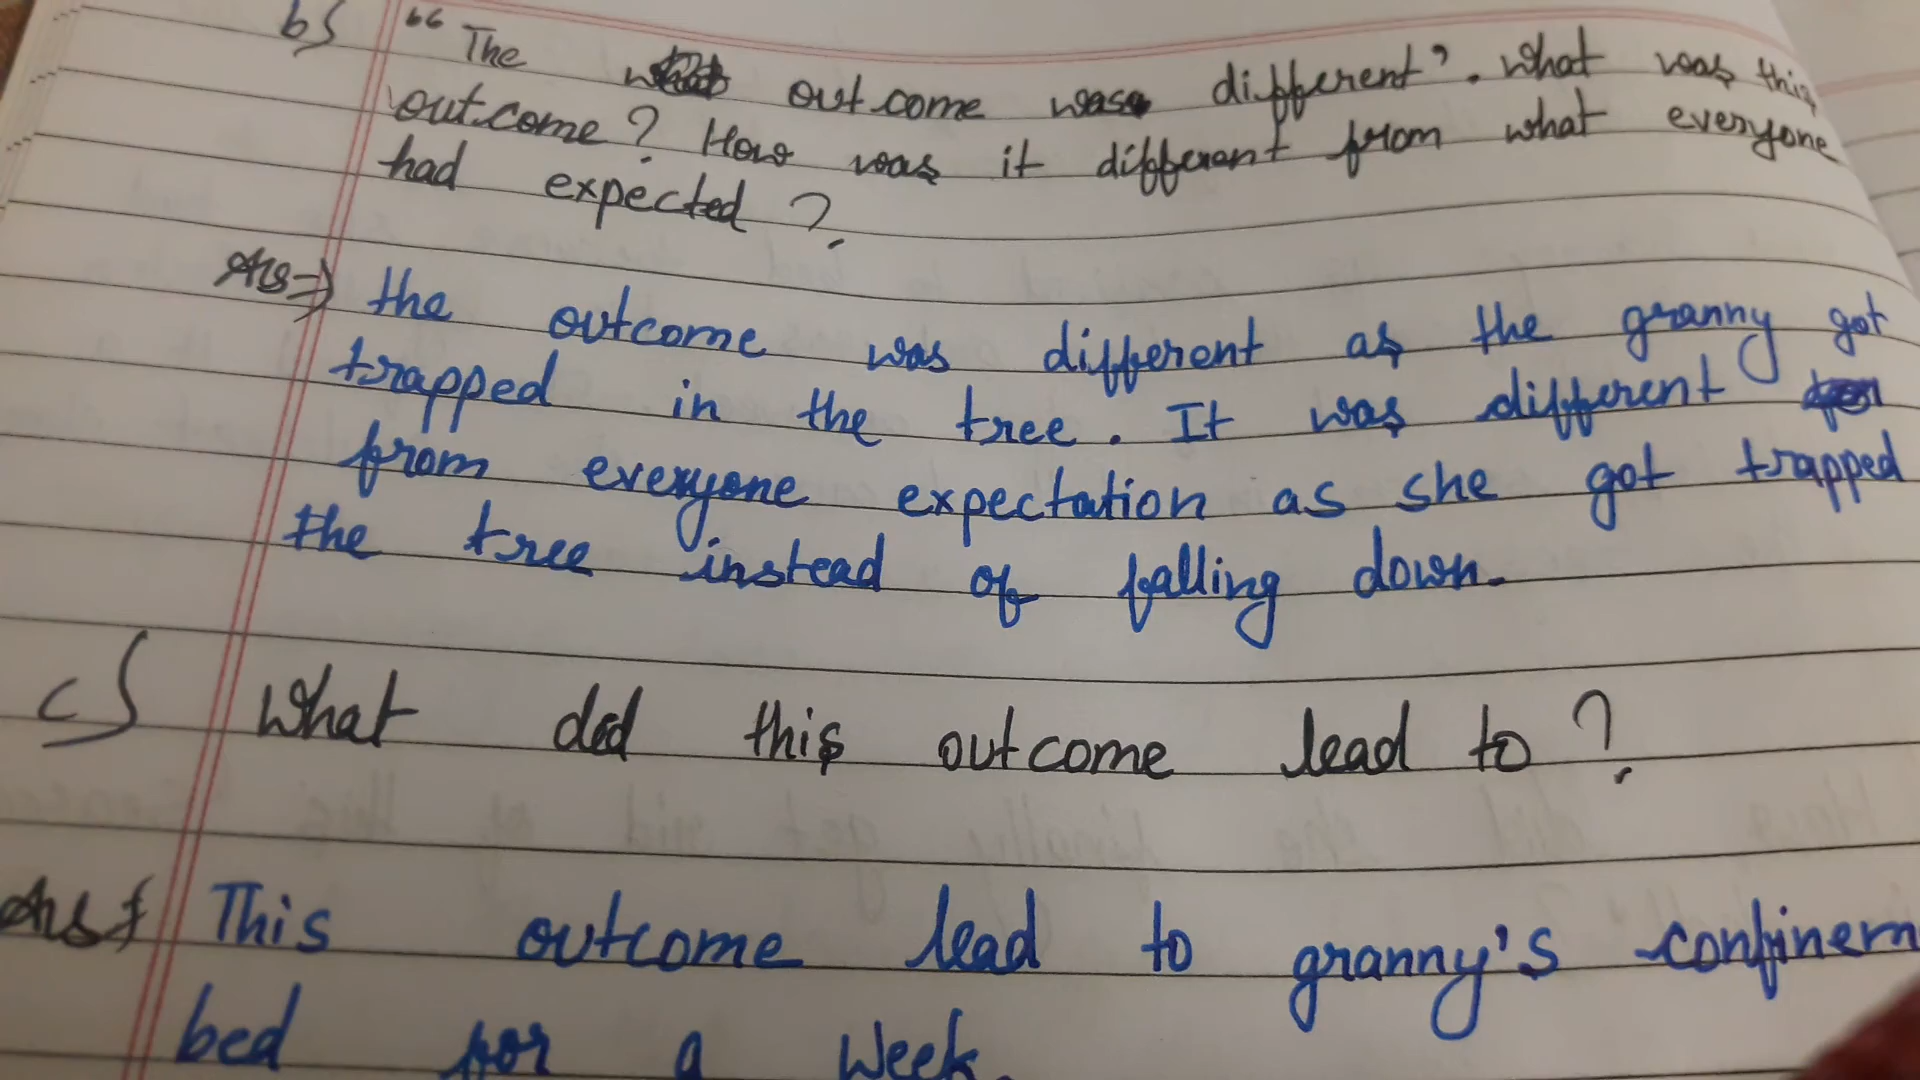 b) "The out come was different". What was this
outcome? How was it different from what everyone
had expected?
Ans⇒ the outcome was different as the granny got
trapped in the tree. It was different
from everyone expectation as she got trapped
the tree instead of falling down.
c) What did this outcome lead to?
Ans⇒ This outcome lead to granny's confinem
bed for a week.